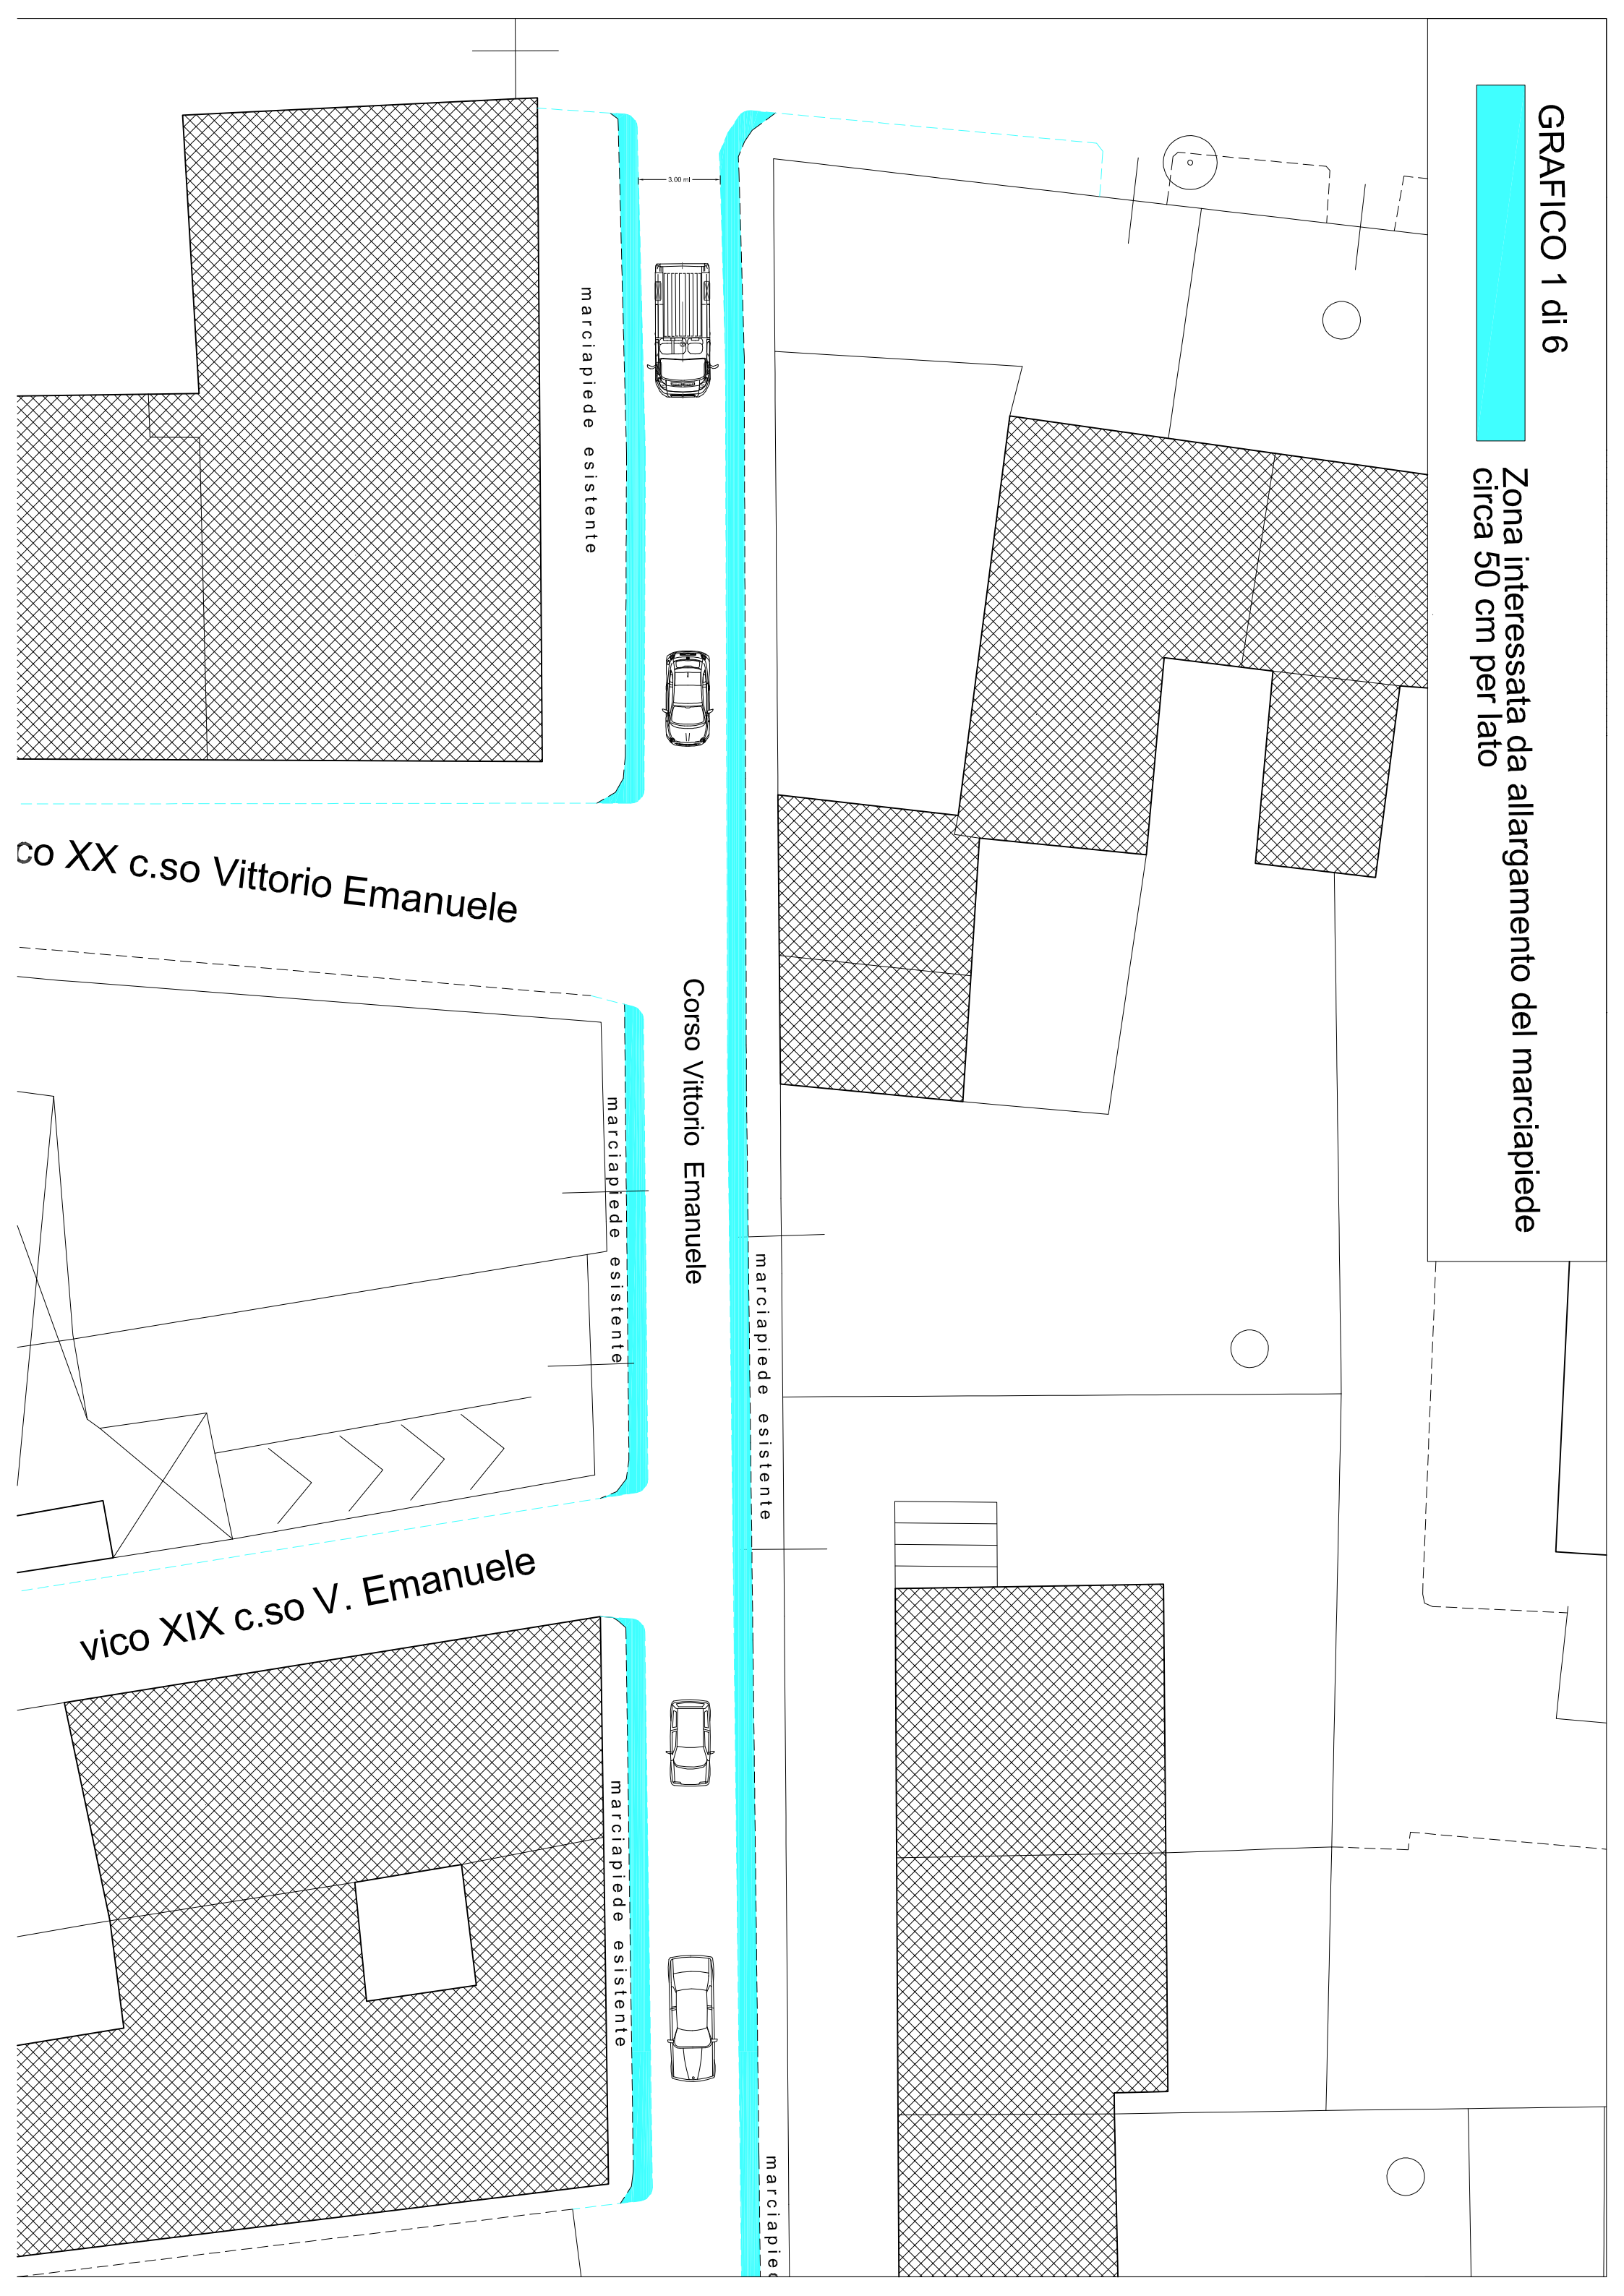 GRAFICO 1 di 6
Zona interessata da allargamento del marciapiede
circa 50 cm per lato
3,00 ml
marciapiede esistente
co XX c.so Vittorio Emanuele
Corso Vittorio Emanuele
marciapiede esistente
marciapiede esistente
vico XIX c.so V. Emanuele
marciapiede esistente
marciapied